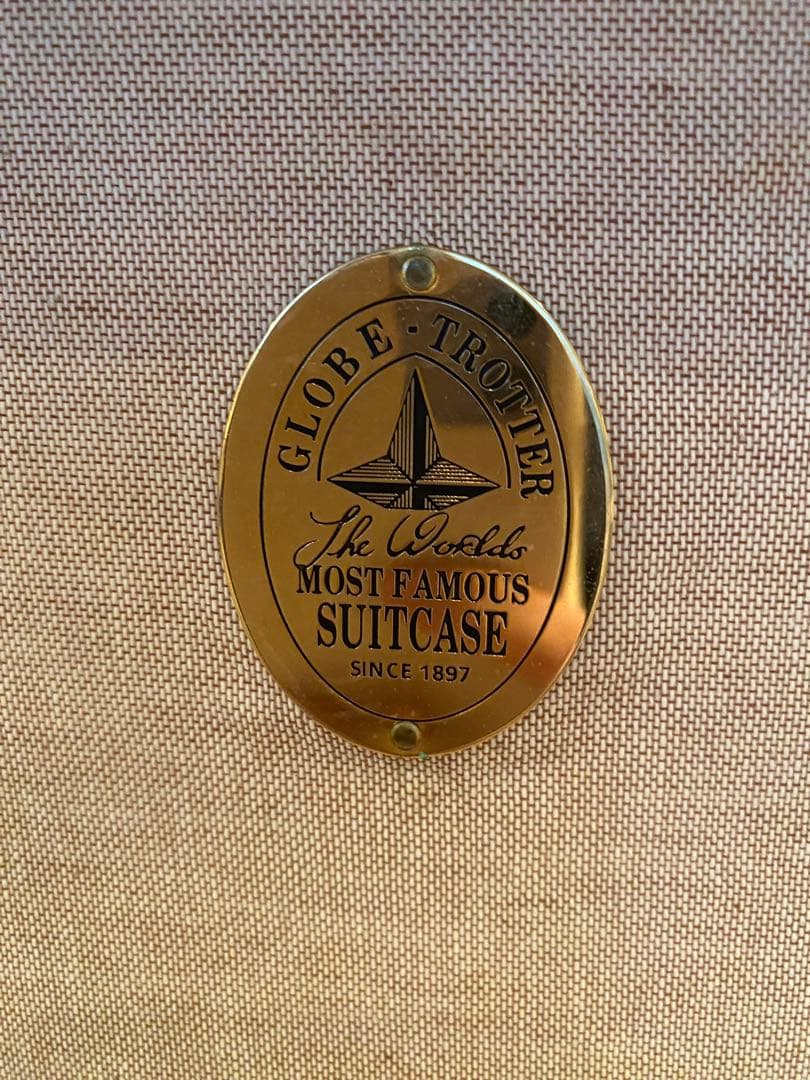 GLOBE - TROTTER
The Worlds
MOST FAMOUS
SUITCASE
SINCE 1897